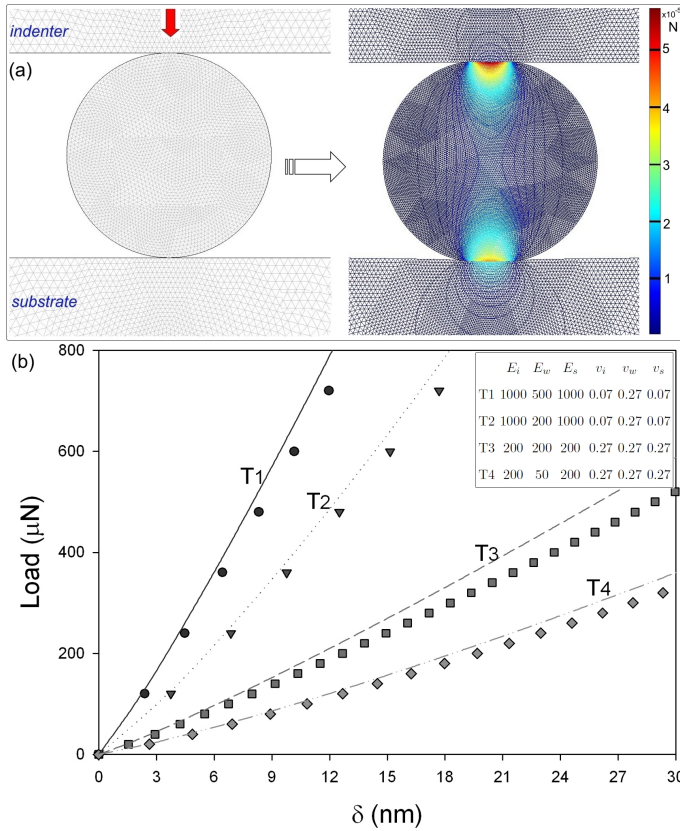 indenter
(a)
substrate
x10⁻⁵
N
5
4
3
2
1
(b)
800
600
400
200
0
Load (μN)
T1
T2
T3
T4
E_i E_w E_s v_i v_w v_s
T1 1000 500 1000 0.07 0.27 0.07
T2 1000 200 1000 0.07 0.27 0.07
T3 200 200 200 0.27 0.27 0.27
T4 200 50 200 0.27 0.27 0.27
0 3 6 9 12 15 18 21 24 27 30
δ (nm)